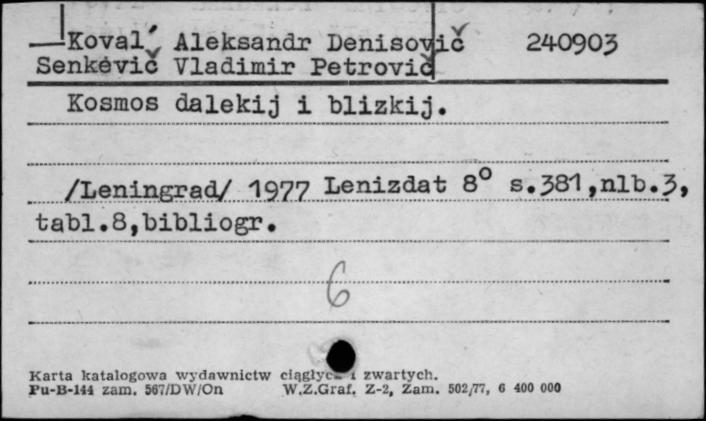 Koval' Aleksandr Denisovič 240903
Senkévič Vladimir Petrovič
Kosmos dalekij i blizkij.
/Leningrad/ 1977 Lenizdat 8° s.381,nlb.3,
tabl.8,bibliogr.
6
Karta katalogowa wydawnictw ciągłych i zwartych.
Pu-B-144 zam. 567/DW/On W.Z.Graf. Z-2, Zam. 502/77, 6 400 000